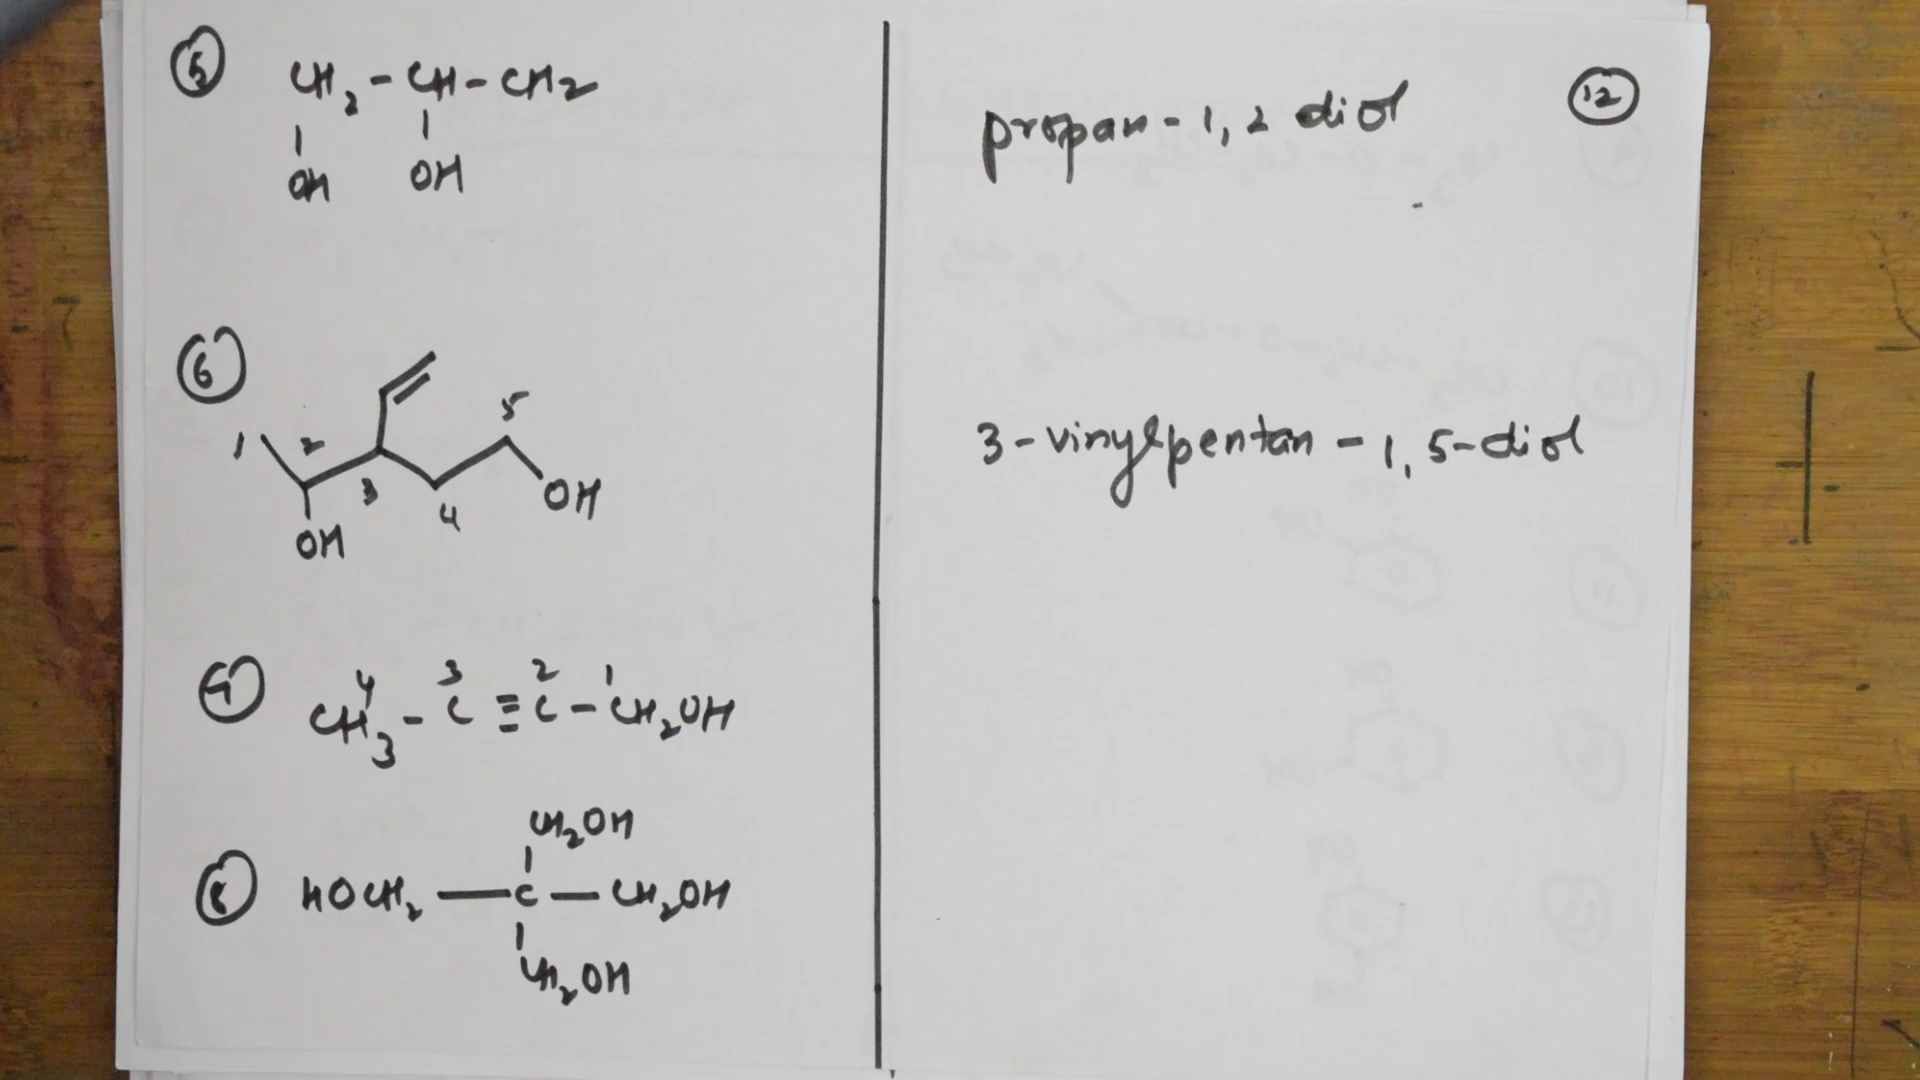 5
CH2 - CH - CH2
OH OH
propan - 1, 2 diol
12
6
1 2 3 4 5
OH
OH
3 - vinylpentan - 1, 5-diol
7
4 3 2 1
CH3 - C ≡ C - CH2OH
8
CH2OH
HOCH2 — C — CH2OH
CH2OH